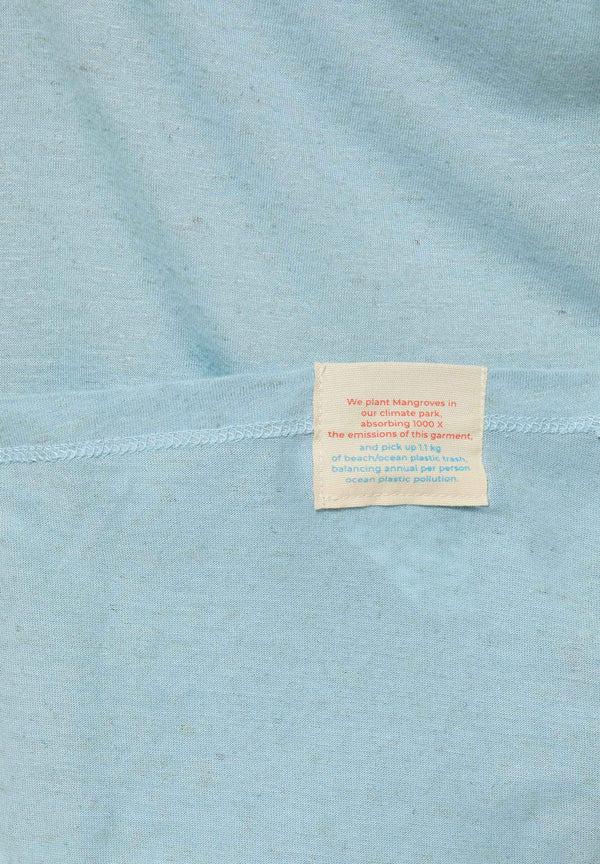 We plant Mangroves in
our climate park,
absorbing 1000 X
the emissions of this garment,
and pick up 1.1 kg
of beach/ocean plastic trash,
balancing annual per person
ocean plastic pollution.